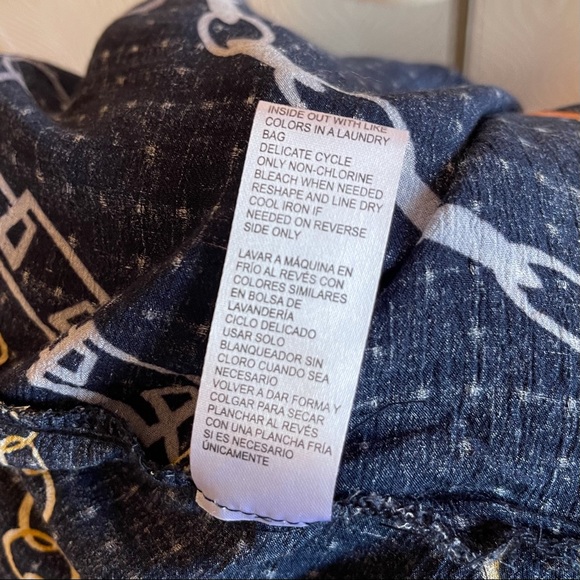 INSIDE OUT WITH LIKE
COLORS IN A LAUNDRY
BAG
DELICATE CYCLE
ONLY NON-CHLORINE
BLEACH WHEN NEEDED
RESHAPE AND LINE DRY
COOL IRON IF
NEEDED ON REVERSE
SIDE ONLY
LAVAR A MÁQUINA EN
FRÍO AL REVÉS CON
COLORES SIMILARES
EN BOLSA DE
LAVANDERÍA
CICLO DELICADO
USAR SOLO
BLANQUEADOR SIN
CLORO CUANDO SEA
NECESARIO
VOLVER A DAR FORMA Y
COLGAR PARA SECAR
PLANCHAR AL REVÉS
CON UNA PLANCHA FRÍA
SI ES NECESARIO
ÚNICAMENTE